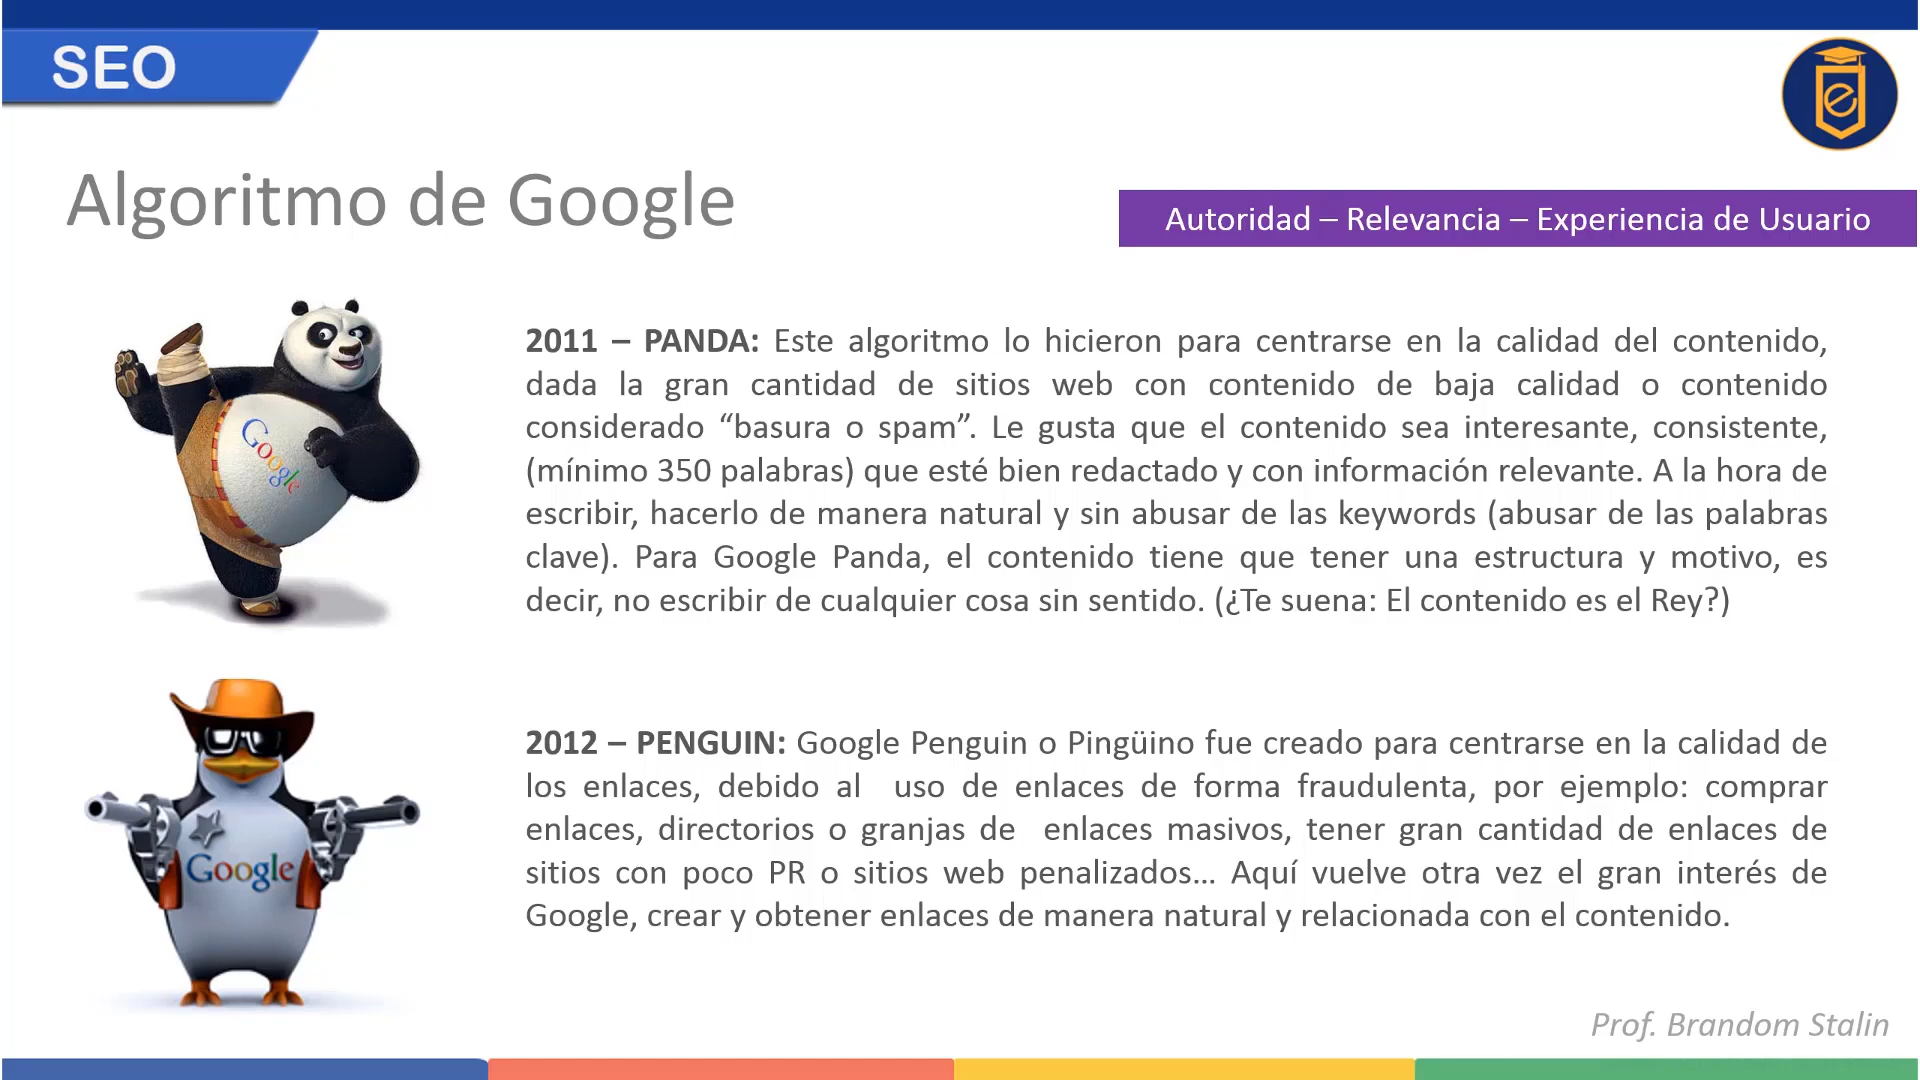 SEO
Algoritmo de Google
Autoridad – Relevancia – Experiencia de Usuario
Google
2011 – PANDA: Este algoritmo lo hicieron para centrarse en la calidad del contenido,
dada la gran cantidad de sitios web con contenido de baja calidad o contenido
considerado “basura o spam”. Le gusta que el contenido sea interesante, consistente,
(mínimo 350 palabras) que esté bien redactado y con información relevante. A la hora de
escribir, hacerlo de manera natural y sin abusar de las keywords (abusar de las palabras
clave). Para Google Panda, el contenido tiene que tener una estructura y motivo, es
decir, no escribir de cualquier cosa sin sentido. (¿Te suena: El contenido es el Rey?)
Google
2012 – PENGUIN: Google Penguin o Pingüino fue creado para centrarse en la calidad de
los enlaces, debido al uso de enlaces de forma fraudulenta, por ejemplo: comprar
enlaces, directorios o granjas de enlaces masivos, tener gran cantidad de enlaces de
sitios con poco PR o sitios web penalizados... Aquí vuelve otra vez el gran interés de
Google, crear y obtener enlaces de manera natural y relacionada con el contenido.
Prof. Brandom Stalin